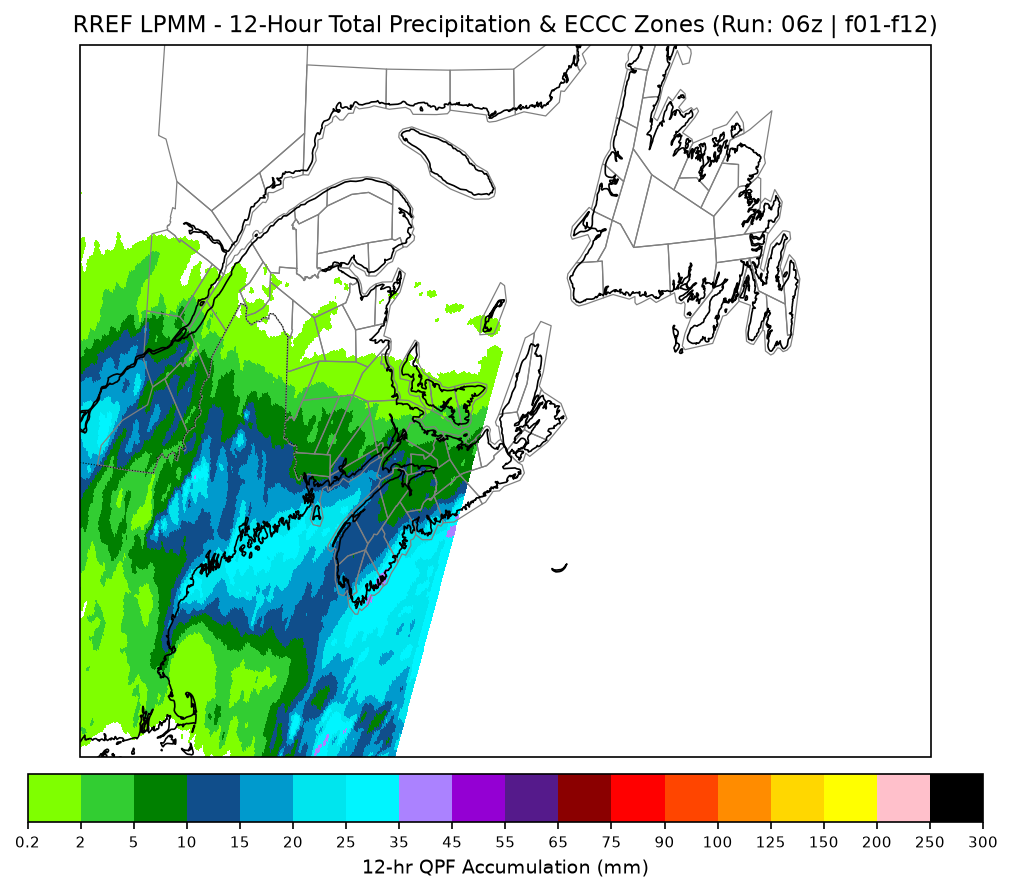 RREF LPMM - 12-Hour Total Precipitation & ECCC Zones (Run: 06z | f01-f12)
0.2 2 5 10 15 20 25 35 45 55 65 80 90 100 125 150 200 250 300
12-hr QPF Accumulation (mm)